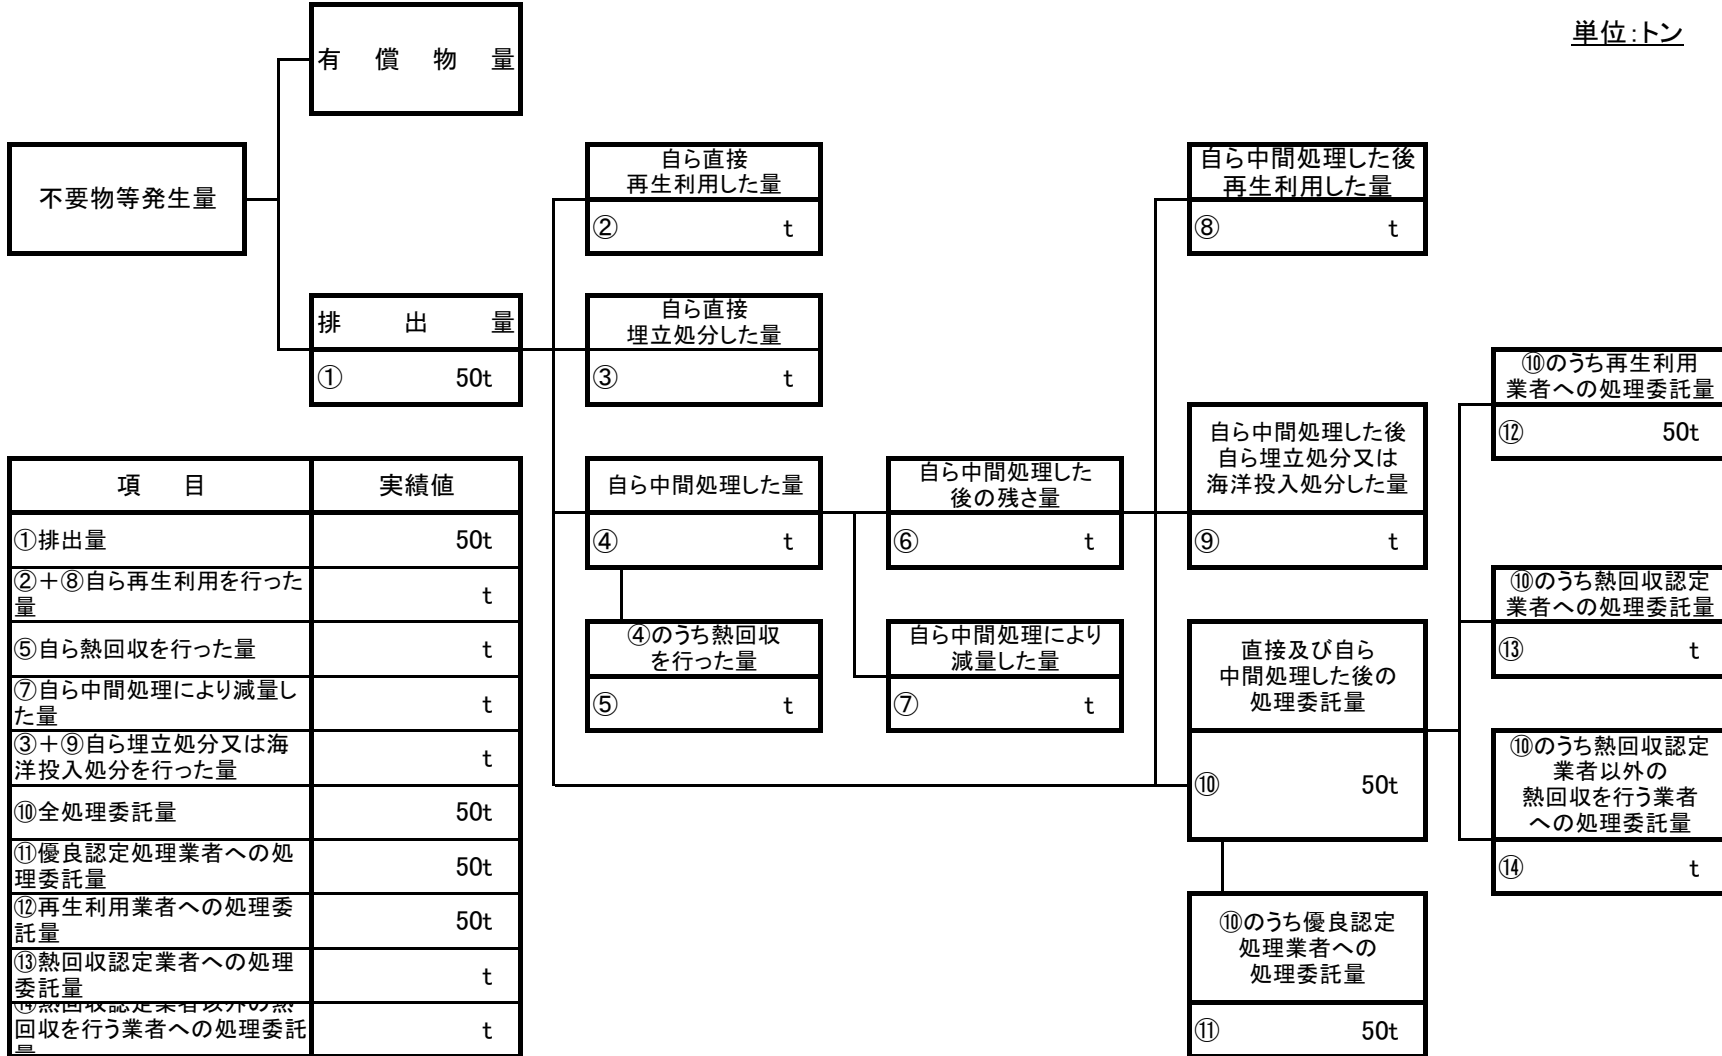 単位：トン
有償物量
不要物等発生量
排出量
① 50t
自ら直接
再生利用した量
② t
自ら直接
埋立処分した量
③ t
自ら中間処理した量
④ t
④のうち熱回収
を行った量
⑤ t
自ら中間処理した
後の残さ量
⑥ t
自ら中間処理により
減量した量
⑦ t
自ら中間処理した後
再生利用した量
⑧ t
自ら中間処理した後
自ら埋立処分又は
海洋投入処分した量
⑨ t
直接及び自ら
中間処理した後の
処理委託量
⑩ 50t
⑩のうち優良認定
処理業者への
処理委託量
⑪ 50t
⑩のうち再生利用
業者への処理委託量
⑫ 50t
⑩のうち熱回収認定
業者への処理委託量
⑬ t
⑩のうち熱回収認定
業者以外の
熱回収を行う業者
への処理委託量
⑭ t
項目 実績値
①排出量 50t
②＋⑧自ら再生利用を行った
量 t
⑤自ら熱回収を行った量 t
⑦自ら中間処理により減量し
た量 t
③＋⑨自ら埋立処分又は海
洋投入処分を行った量 t
⑩全処理委託量 50t
⑪優良認定処理業者への処
理委託量 50t
⑫再生利用業者への処理委
託量 50t
⑬熱回収認定業者への処理
委託量 t
⑭熱回収認定業者以外の熱
回収を行う業者への処理委託
量 t